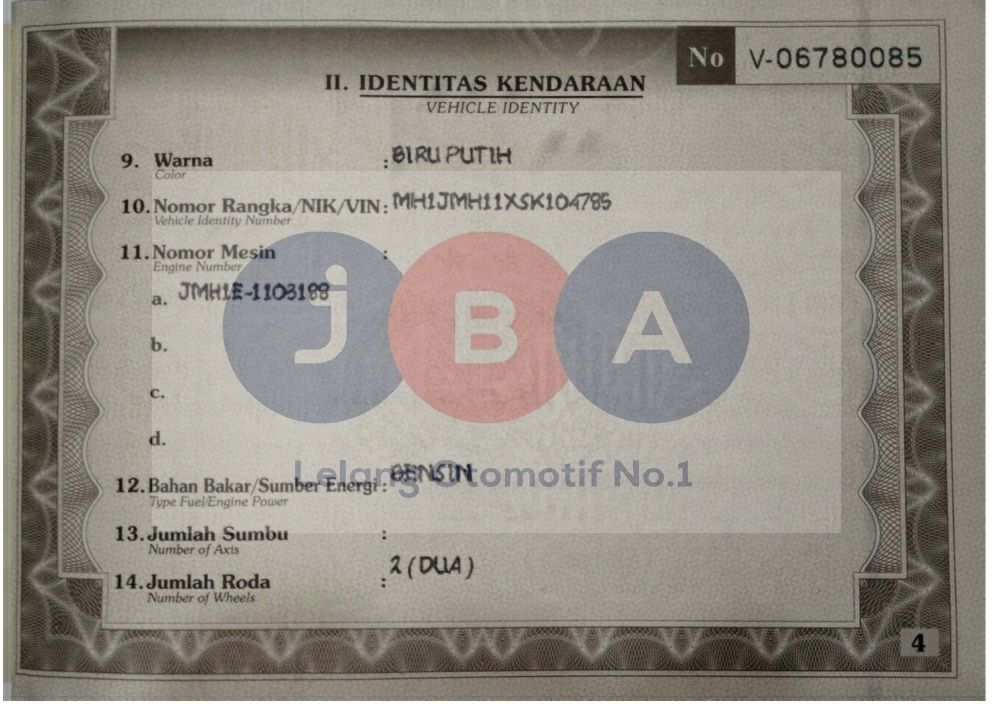 No V-06780085
II. IDENTITAS KENDARAAN
VEHICLE IDENTITY
9. Warna : BIRU PUTIH
Color
10. Nomor Rangka/NIK/VIN: MH1JMH11XSK104785
Vehicle Identity Number
11. Nomor Mesin :
Engine Number
a. JMH1E-1103188
b.
c.
d.
JBA
Lelang Otomotif No.1
12. Bahan Bakar/Sumber Energi : BENSIN
Type Fuel/Engine Power
13. Jumlah Sumbu :
Number of Axis
14. Jumlah Roda : 2 (DUA)
Number of Wheels
4